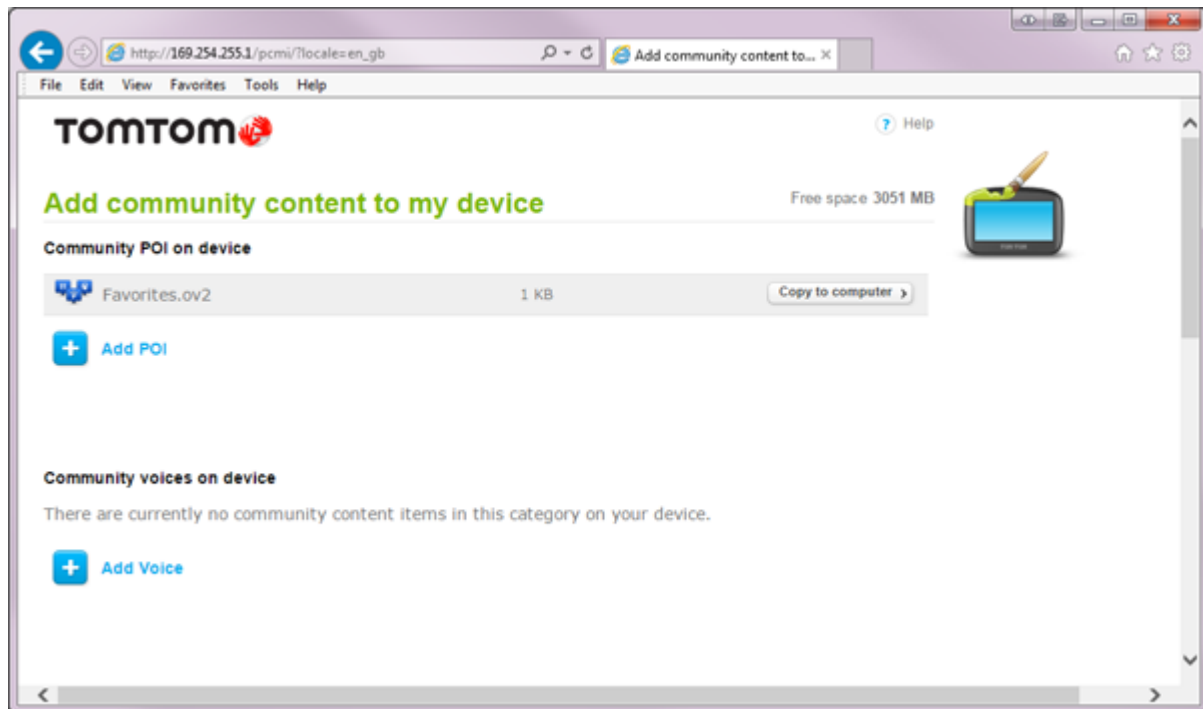 http://169.254.255.1/pcmi/?locale=en_gb
Add community content to...
File Edit View Favorites Tools Help
TOMTOM
? Help
Add community content to my device
Free space 3051 MB
Community POI on device
Favorites.ov2 1 KB Copy to computer
Add POI
Community voices on device
There are currently no community content items in this category on your device.
Add Voice